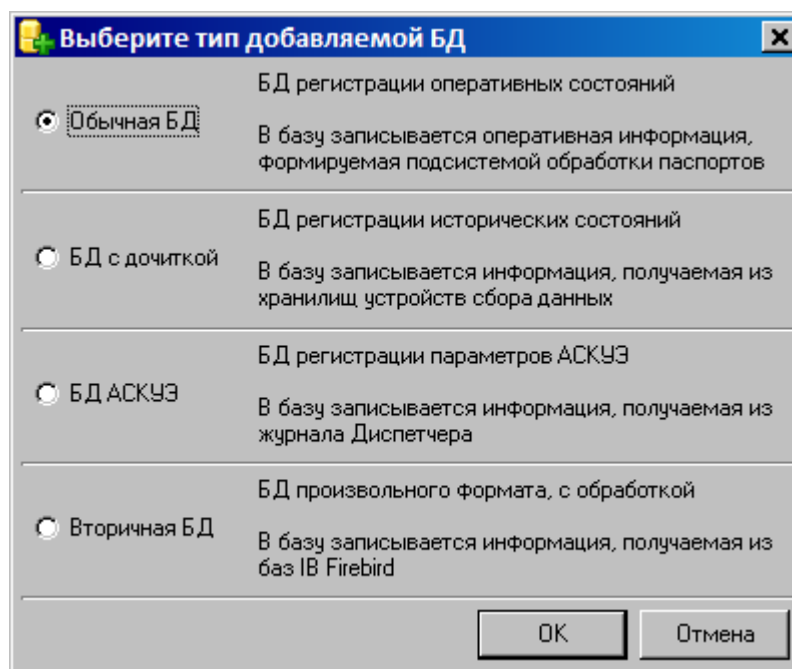 Выберите тип добавляемой БД
Обычная БД
БД регистрации оперативных состояний
В базу записывается оперативная информация,
формируемая подсистемой обработки паспортов
БД с дочиткой
БД регистрации исторических состояний
В базу записывается информация, получаемая из
хранилищ устройств сбора данных
БД АСКУЭ
БД регистрации параметров АСКУЭ
В базу записывается информация, получаемая из
журнала Диспетчера
Вторичная БД
БД произвольного формата, с обработкой
В базу записывается информация, получаемая из
баз IB Firebird
OK
Отмена